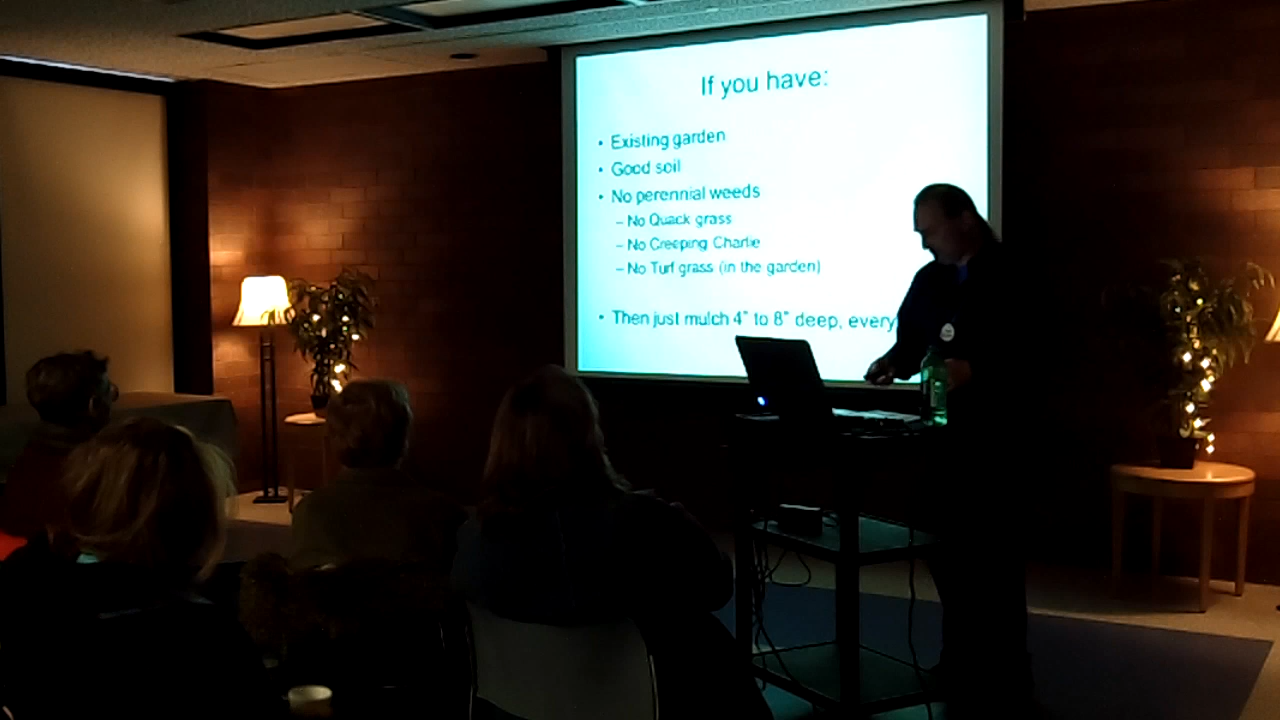 If you have:
• Existing garden
• Good soil
• No perennial weeds
– No Quack grass
– No Creeping Charlie
– No Turf grass (in the garden)
• Then just mulch 4" to 8" deep, every